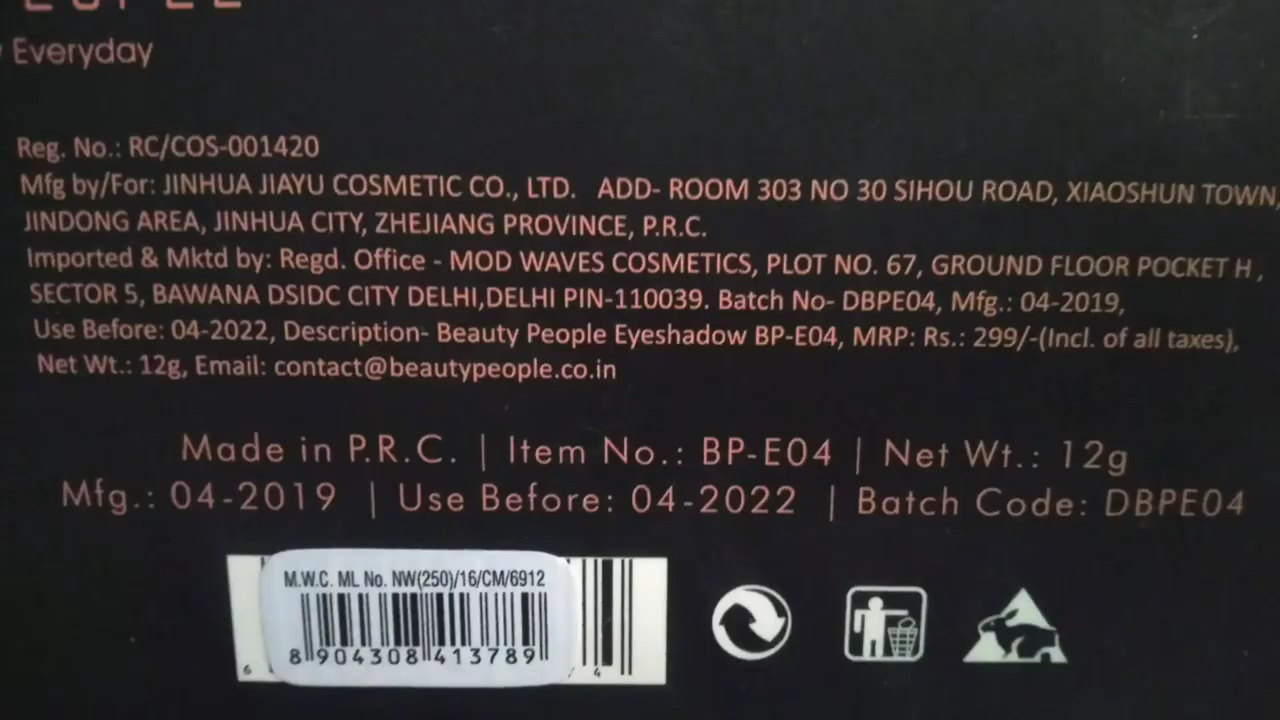 Everyday
Reg. No.: RC/COS-001420
Mfg by/For: JINHUA JIAYU COSMETIC CO., LTD. ADD- ROOM 303 NO 30 SIHOU ROAD, XIAOSHUN TOWN,
JINDONG AREA, JINHUA CITY, ZHEJIANG PROVINCE, P.R.C.
Imported & Mktd by: Regd. Office - MOD WAVES COSMETICS, PLOT NO. 67, GROUND FLOOR POCKET H ,
SECTOR 5, BAWANA DSIDC CITY DELHI,DELHI PIN-110039. Batch No- DBPE04, Mfg.: 04-2019,
Use Before: 04-2022, Description- Beauty People Eyeshadow BP-E04, MRP: Rs.: 299/-(Incl. of all taxes),
Net Wt.: 12g, Email: contact@beautypeople.co.in
Made in P.R.C. | Item No.: BP-E04 | Net Wt.: 12g
Mfg.: 04-2019 | Use Before: 04-2022 | Batch Code: DBPE04
M.W.C. ML No. NW(250)/16/CM/6912
8 904308 413789
6 4